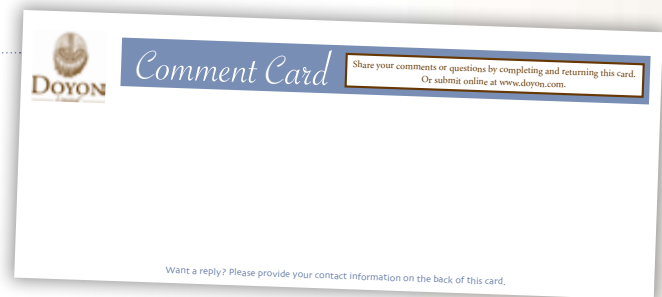 DOYON
Comment Card
Share your comments or questions by completing and returning this card.
Or submit online at www.doyon.com.
Want a reply? Please provide your contact information on the back of this card.